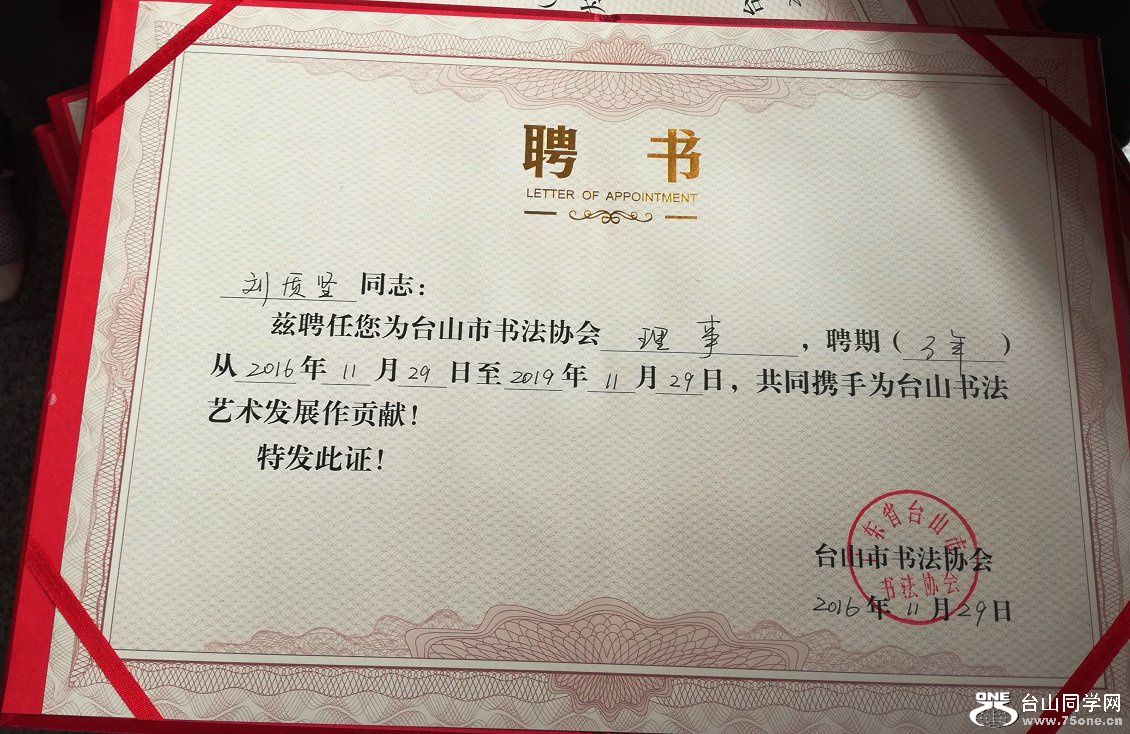 聘书
LETTER OF APPOINTMENT
刘质坚同志：
兹聘任您为台山市书法协会理事，聘期（3年）
从2016年11月29日至2019年11月29日，共同携手为台山书法
艺术发展作贡献！
特发此证！
广东省台山市
书法协会
台山市书法协会
2016年11月29日
ONE 台山同学网
www.75one.cn